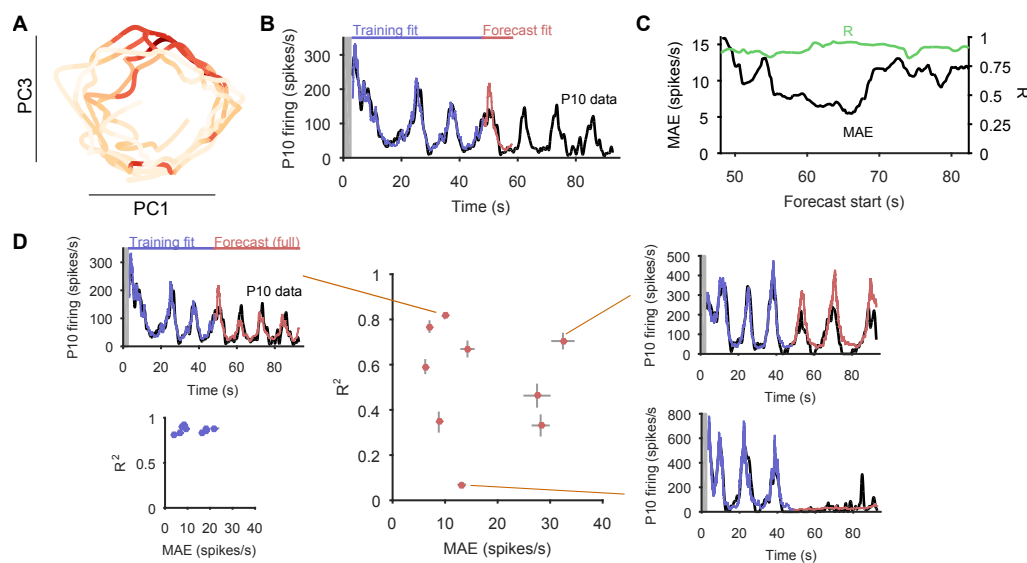 A
PC3
PC1
B
Training fit
Forecast fit
P10 firing (spikes/s)
300
200
100
0
P10 data
0
20
40
60
80
Time (s)
C
R
MAE
MAE (spikes/s)
15
10
5
0
1
0.75
0.5
0.25
0
R
50
60
70
80
Forecast start (s)
D
Training fit
Forecast (full)
P10 firing (spikes/s)
300
200
100
0
P10 data
0
20
40
60
80
Time (s)
R²
1
0.5
0
0
10
20
30
40
MAE (spikes/s)
R²
1
0.8
0.6
0.4
0.2
0
0
10
20
30
40
MAE (spikes/s)
P10 firing (spikes/s)
500
400
300
200
100
0
0
20
40
60
80
Time (s)
P10 firing (spikes/s)
800
600
400
200
0
0
20
40
60
80
Time (s)